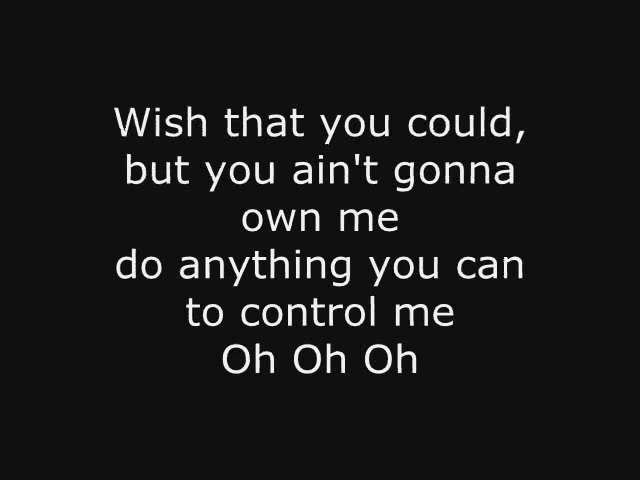 Wish that you could,
but you ain't gonna
own me
do anything you can
to control me
Oh Oh Oh